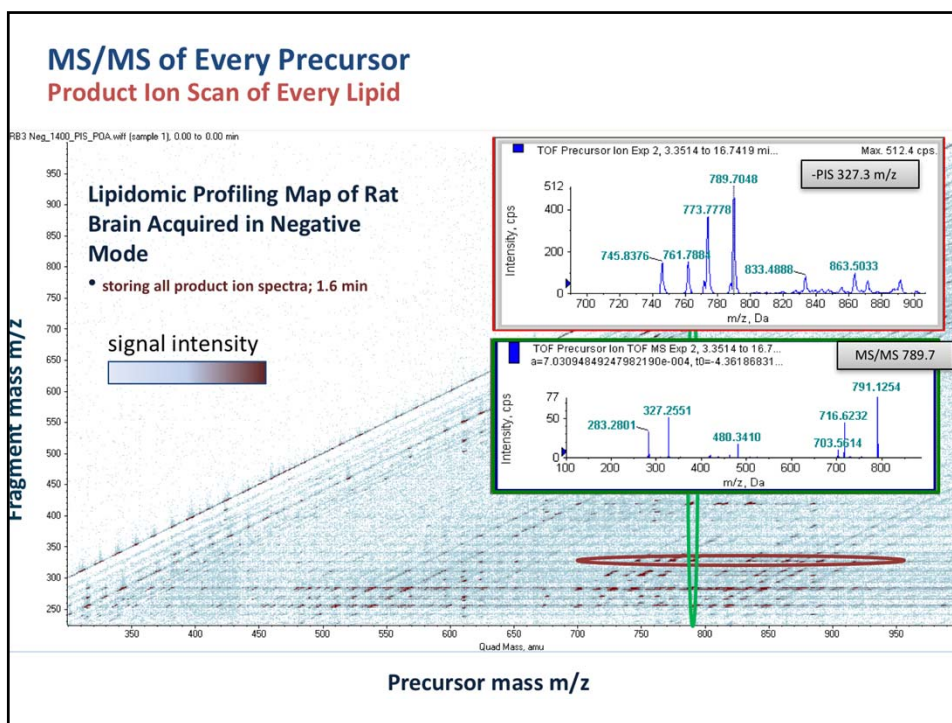 MS/MS of Every Precursor
Product Ion Scan of Every Lipid
RB3 Neg_1400_PIS_POA.wiff (sample 1), 0.00 to 0.00 min
Lipidomic Profiling Map of Rat
Brain Acquired in Negative
Mode
• storing all product ion spectra; 1.6 min
signal intensity
Fragment mass m/z
950
900
850
800
750
700
650
600
550
500
450
400
350
300
250
350
400
450
500
550
600
650
700
750
800
850
900
950
Quad Mass, amu
Precursor mass m/z
TOF Precursor Ion Exp 2, 3.3514 to 16.7419 mi...
Max. 512.4 cps.
-PIS 327.3 m/z
Intensity, cps
512
400
200
0
789.7048
773.7778
745.8376
761.7884
833.4888
863.5033
700 720 740 760 780 800 820 840 860 880 900
m/z, Da
TOF Precursor Ion TOF MS Exp 2, 3.3514 to 16.7...
a=7.03094849247982190e-004, t0=-4.36186831...
MS/MS 789.7
Intensity, cps
77
50
0
791.1254
327.2551
283.2801
716.6232
480.3410
703.5614
100 200 300 400 500 600 700 800
m/z, Da